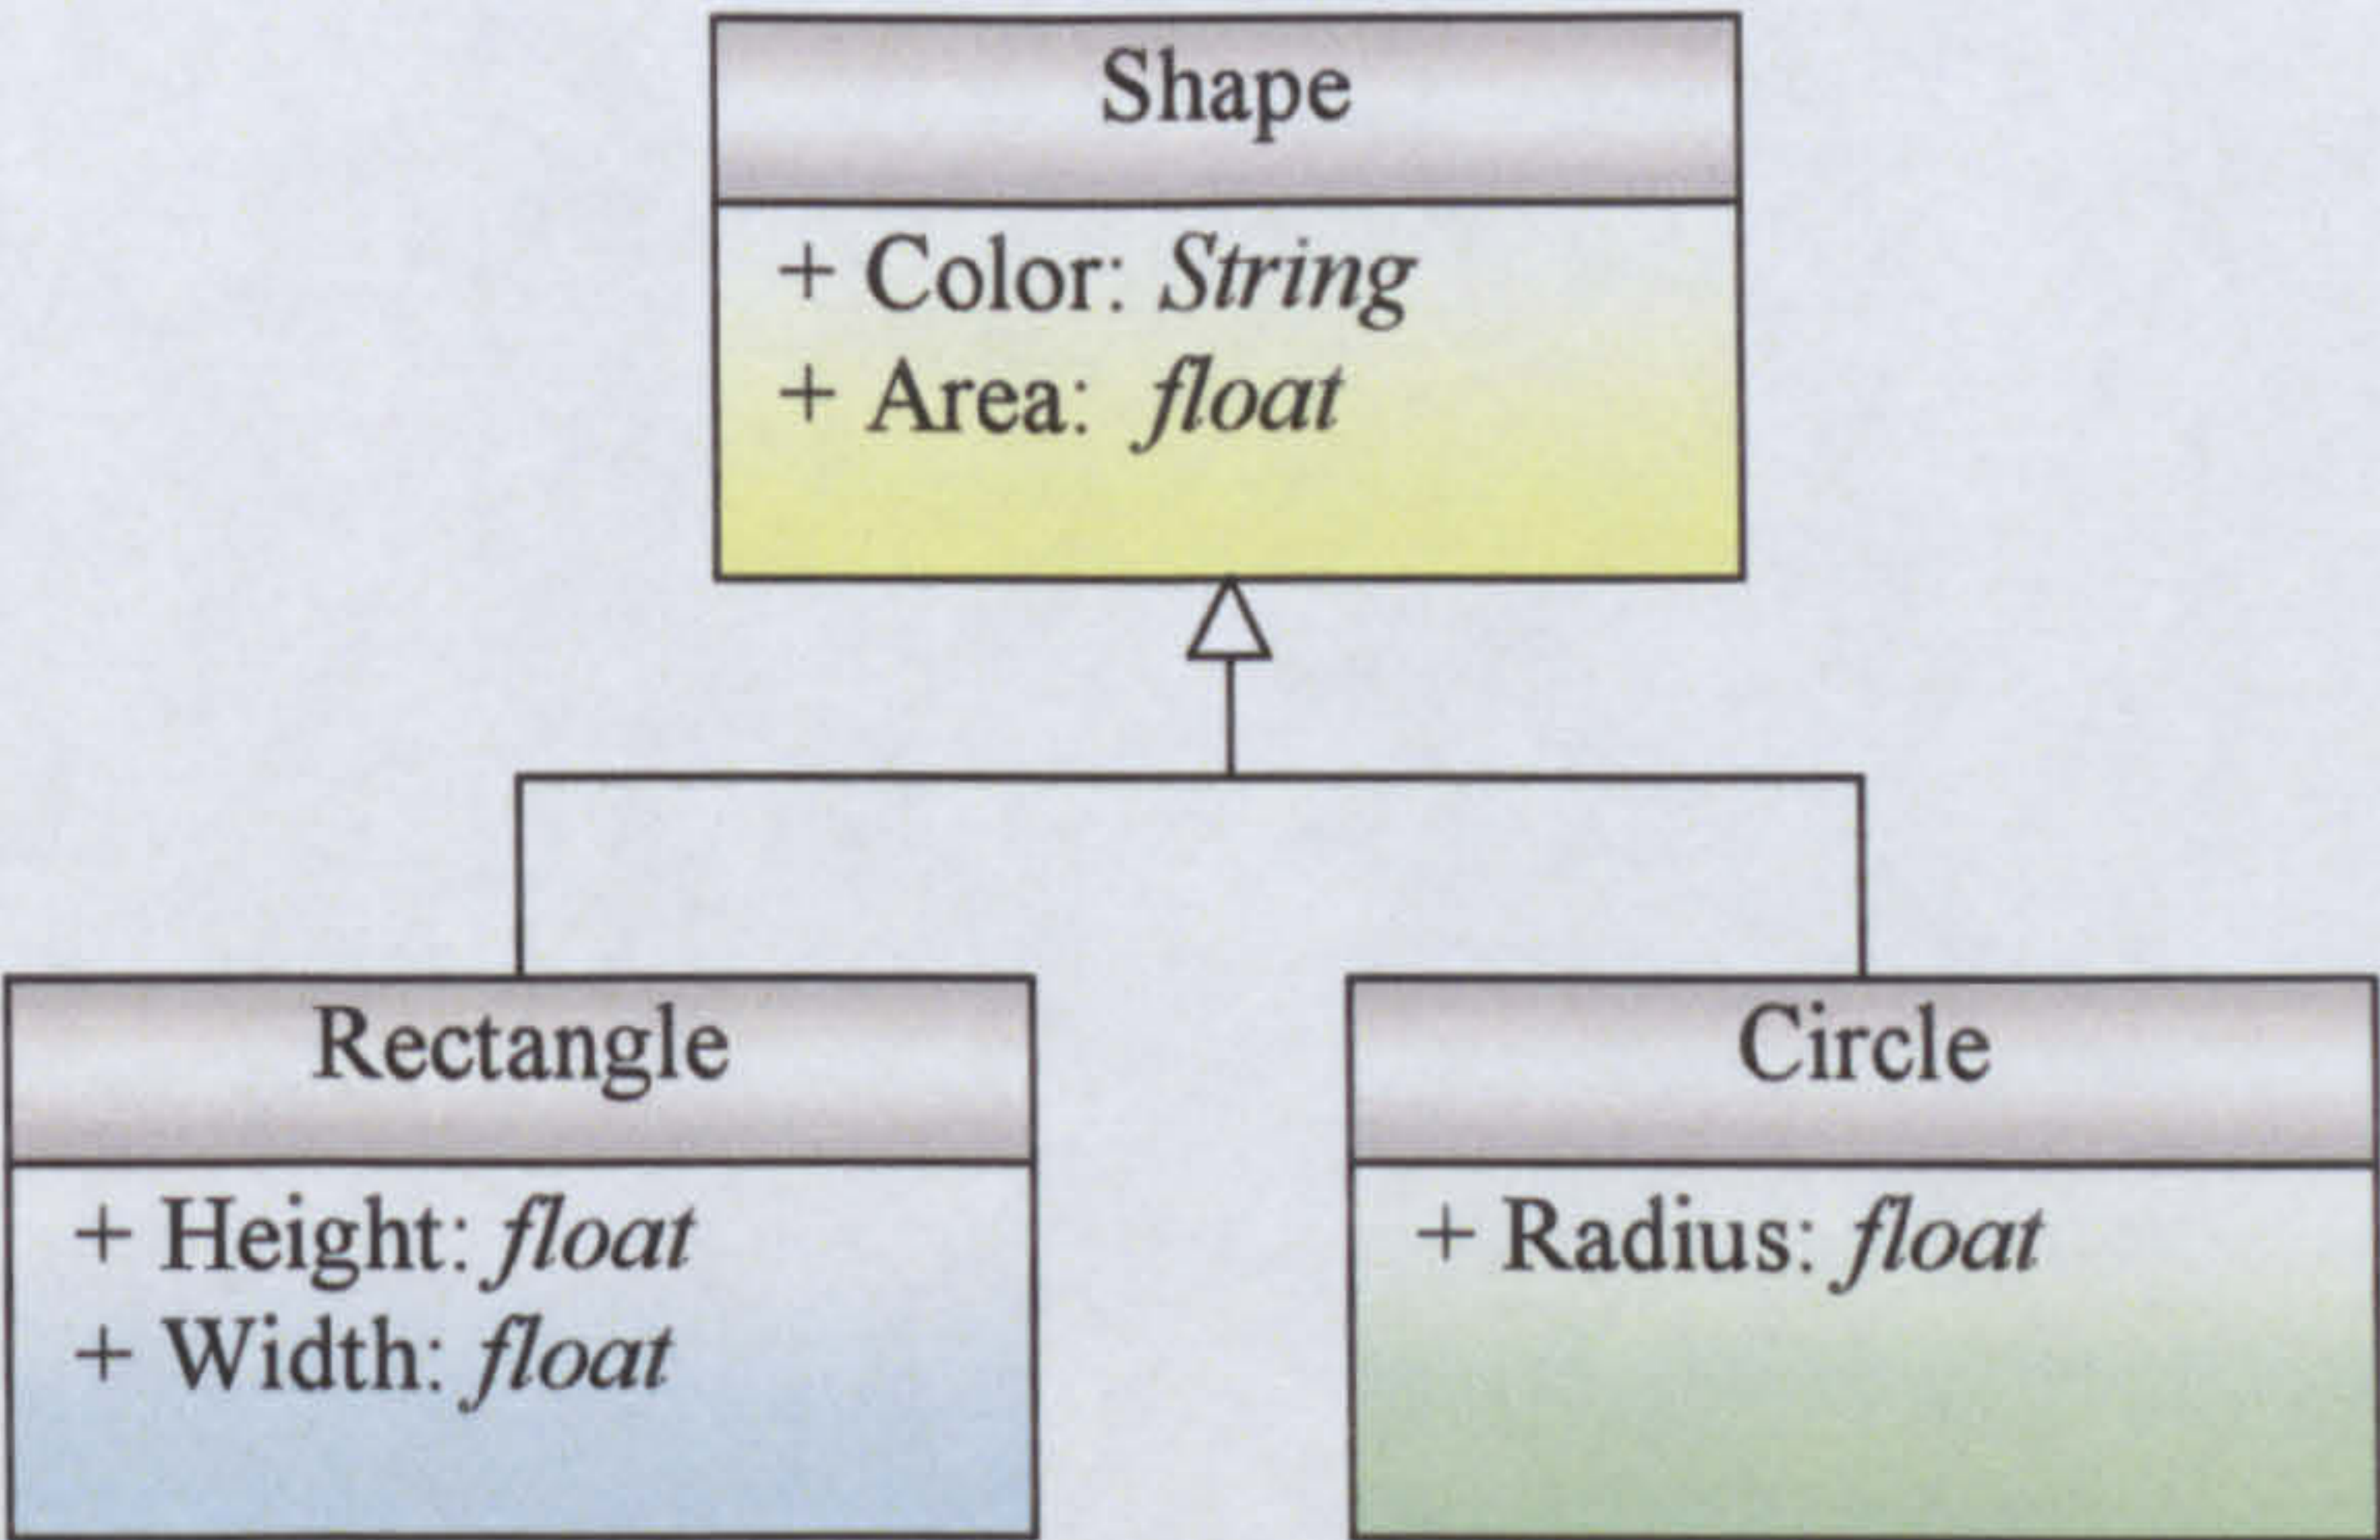 Shape
+ Color: String
+ Area: float
Rectangle
+ Height: float
+ Width: float
Circle
+ Radius: float